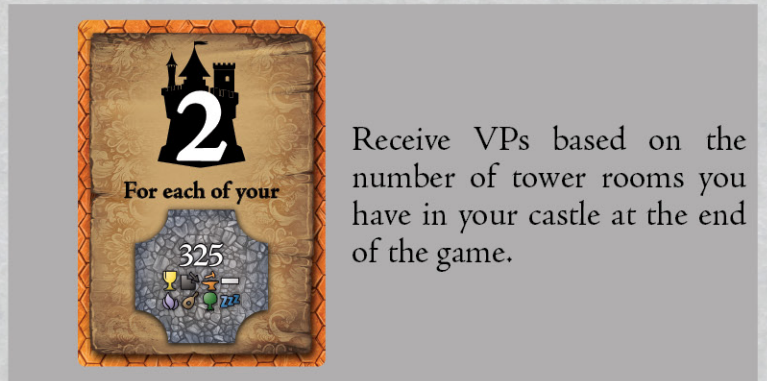 2
For each of your
325
zzz
Receive VPs based on the
number of tower rooms you
have in your castle at the end
of the game.